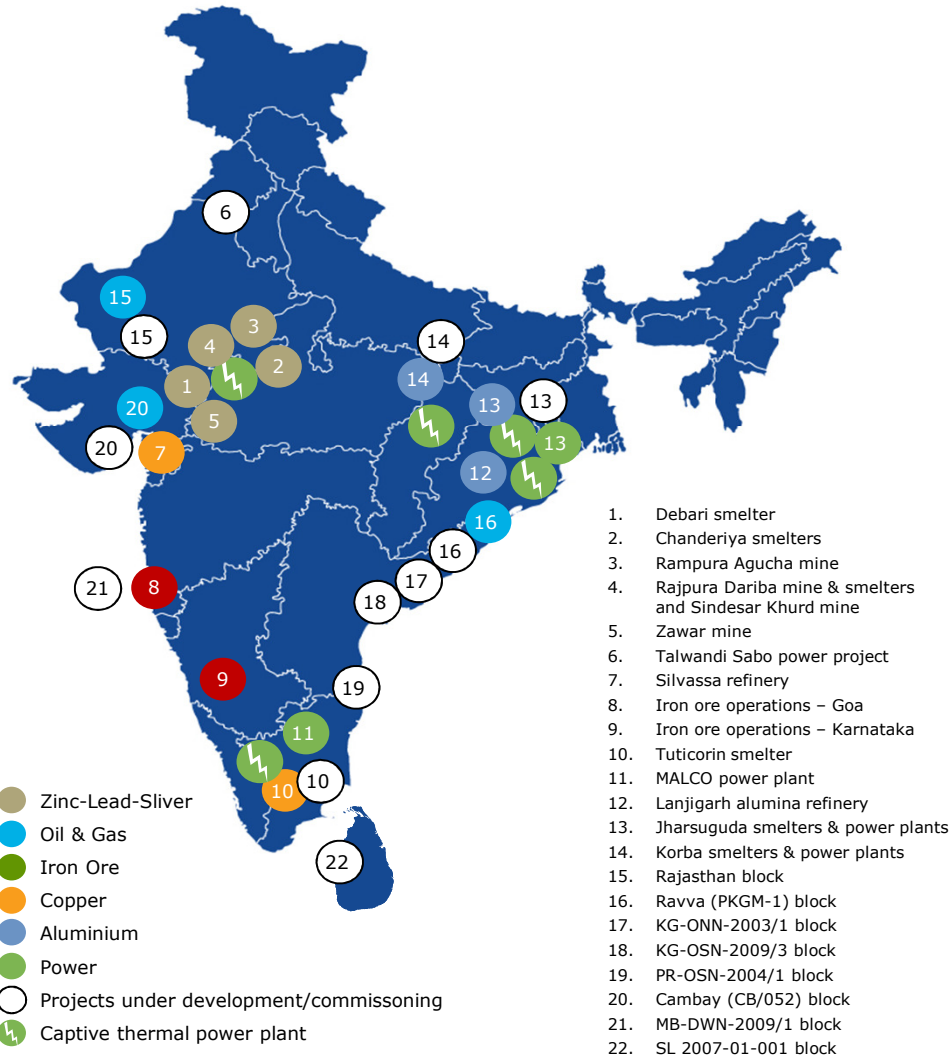 6
15
3
15
4
14
2
14
1
13
13
20
5
13
20
7
12
16
16
17
21
8
18
9
19
11
10
10
22
Zinc-Lead-Sliver
Oil & Gas
Iron Ore
Copper
Aluminium
Power
Projects under development/commissoning
Captive thermal power plant
1. Debari smelter
2. Chanderiya smelters
3. Rampura Agucha mine
4. Rajpura Dariba mine & smelters
and Sindesar Khurd mine
5. Zawar mine
6. Talwandi Sabo power project
7. Silvassa refinery
8. Iron ore operations – Goa
9. Iron ore operations – Karnataka
10. Tuticorin smelter
11. MALCO power plant
12. Lanjigarh alumina refinery
13. Jharsuguda smelters & power plants
14. Korba smelters & power plants
15. Rajasthan block
16. Ravva (PKGM-1) block
17. KG-ONN-2003/1 block
18. KG-OSN-2009/3 block
19. PR-OSN-2004/1 block
20. Cambay (CB/052) block
21. MB-DWN-2009/1 block
22. SL 2007-01-001 block